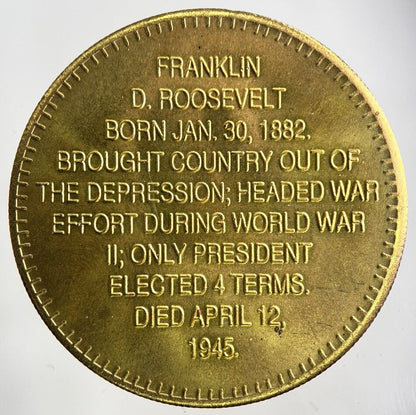 FRANKLIN
D. ROOSEVELT
BORN JAN. 30, 1882.
BROUGHT COUNTRY OUT OF
THE DEPRESSION; HEADED WAR
EFFORT DURING WORLD WAR
II; ONLY PRESIDENT
ELECTED 4 TERMS.
DIED APRIL 12,
1945.